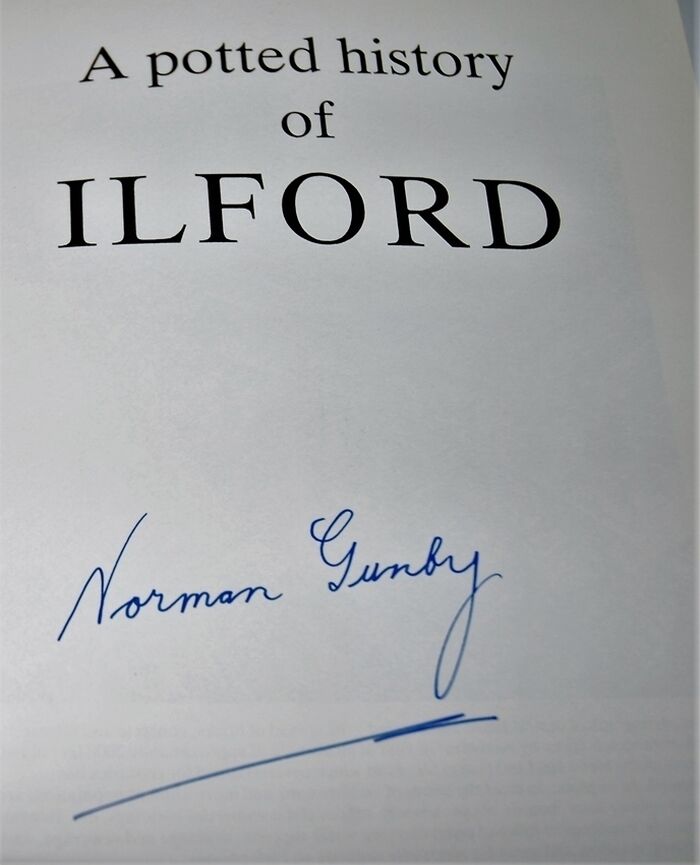 A potted history
of
ILFORD
Norman Gunby